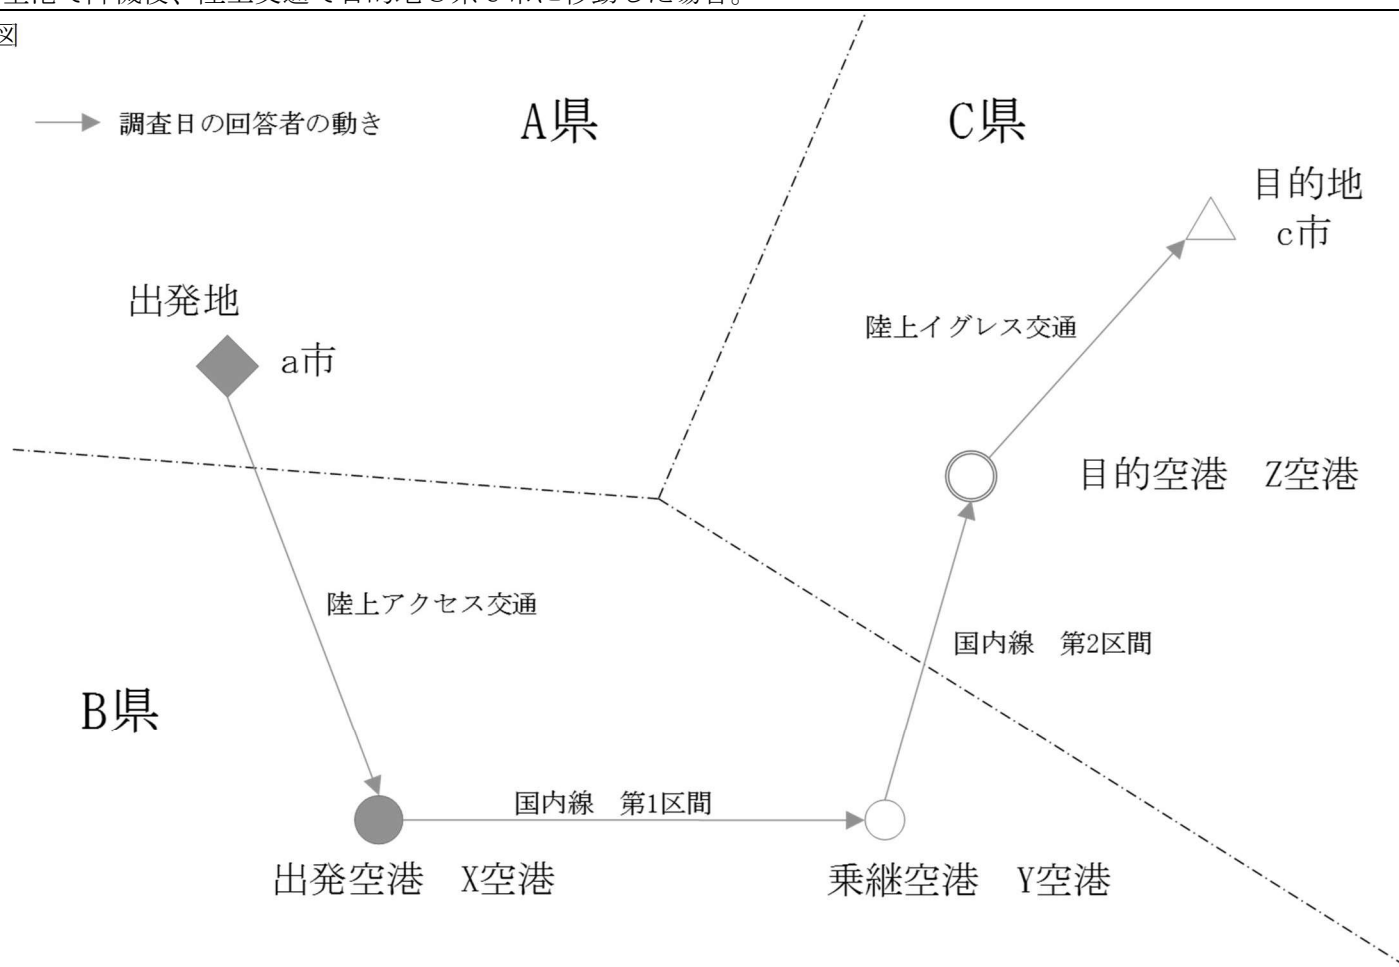 図
調査日の回答者の動き
A県
C県
目的地
c市
出発地
a市
陸上イグレス交通
目的空港　Z空港
陸上アクセス交通
国内線　第2区間
B県
国内線　第1区間
出発空港　X空港
乗継空港　Y空港